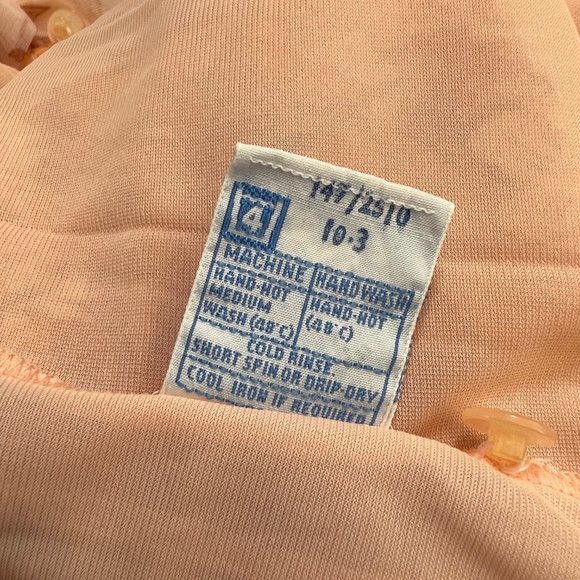 147/2510
10·3
4
MACHINE HANDWASH
HAND-HOT HAND-HOT
MEDIUM (48°C)
WASH (48°C)
COLD RINSE
SHORT SPIN OR DRIP-DRY
COOL IRON IF REQUIRED